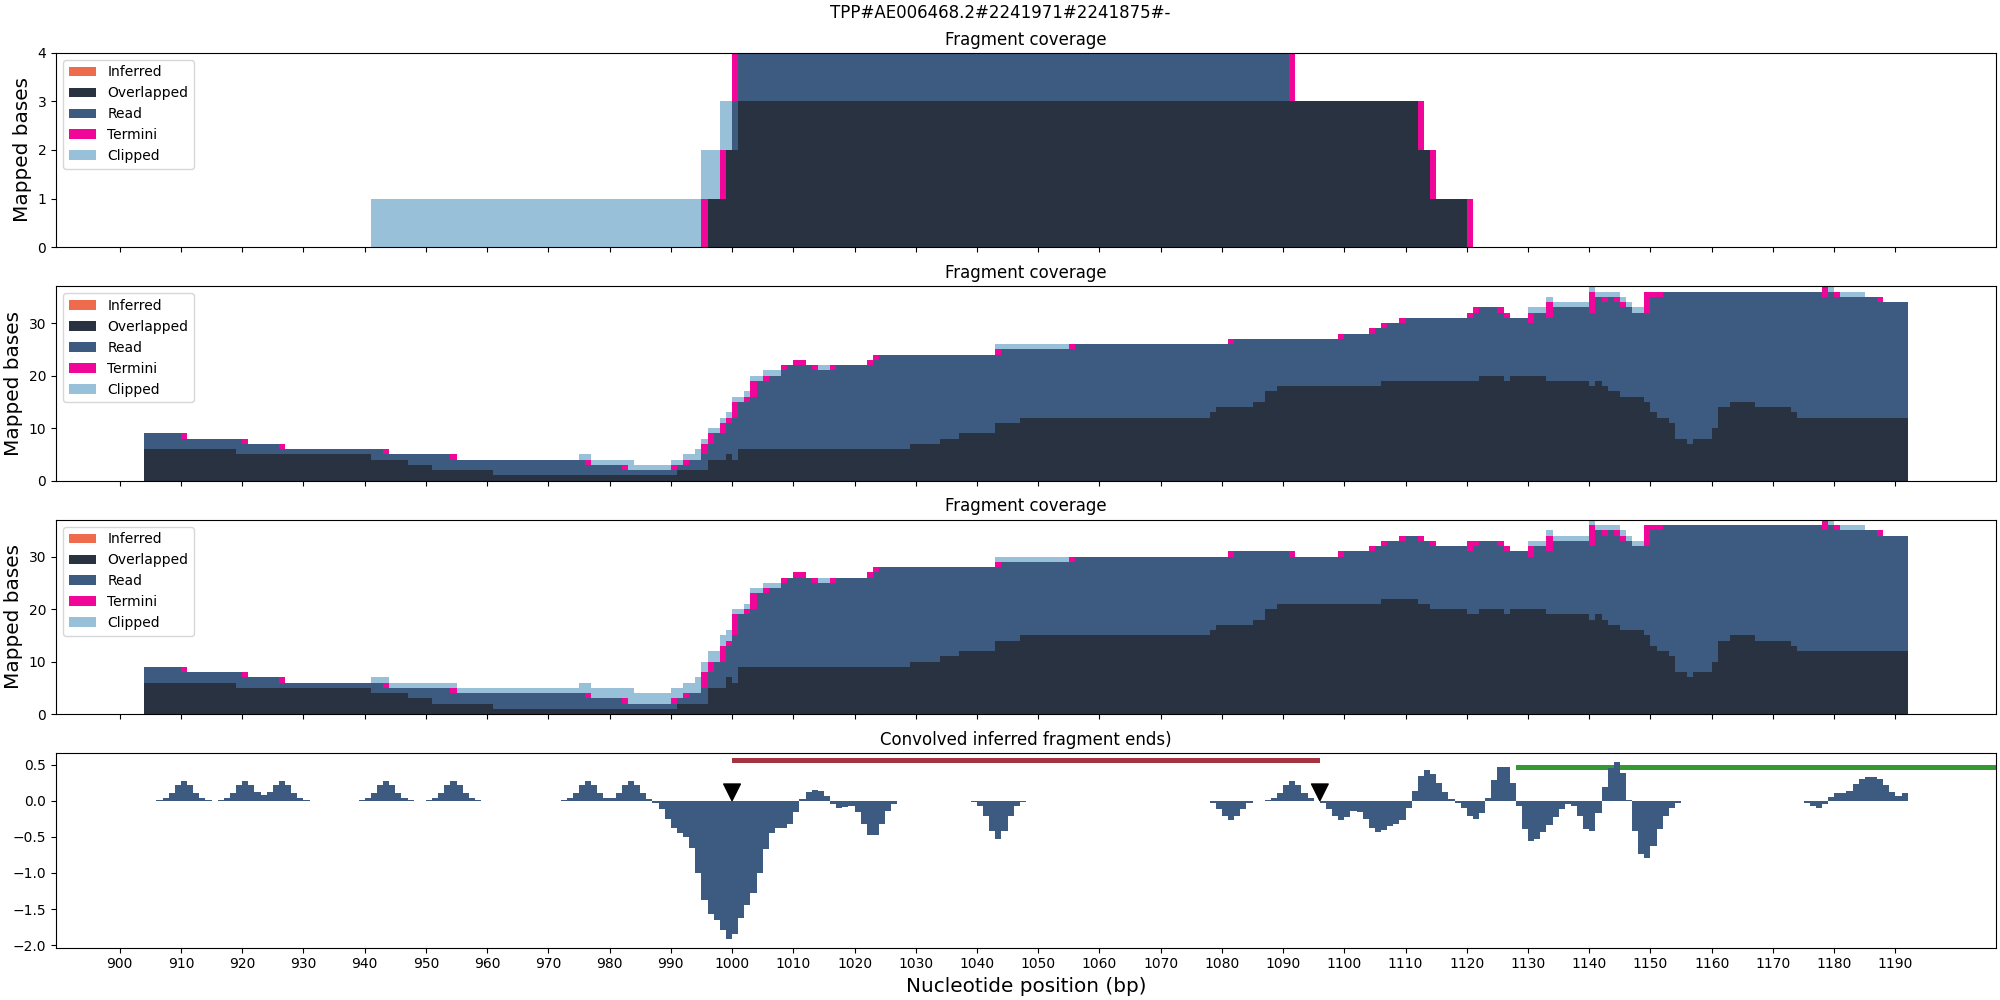 TPP#AE006468.2#2241971#2241875#-
Fragment coverage
Mapped bases
4
3
2
1
0
Inferred
Overlapped
Read
Termini
Clipped
Fragment coverage
Mapped bases
30
20
10
0
Inferred
Overlapped
Read
Termini
Clipped
Fragment coverage
Mapped bases
30
20
10
0
Inferred
Overlapped
Read
Termini
Clipped
Convolved inferred fragment ends)
0.5
0.0
−0.5
−1.0
−1.5
−2.0
900 910 920 930 940 950 960 970 980 990 1000 1010 1020 1030 1040 1050 1060 1070 1080 1090 1100 1110 1120 1130 1140 1150 1160 1170 1180 1190
Nucleotide position (bp)